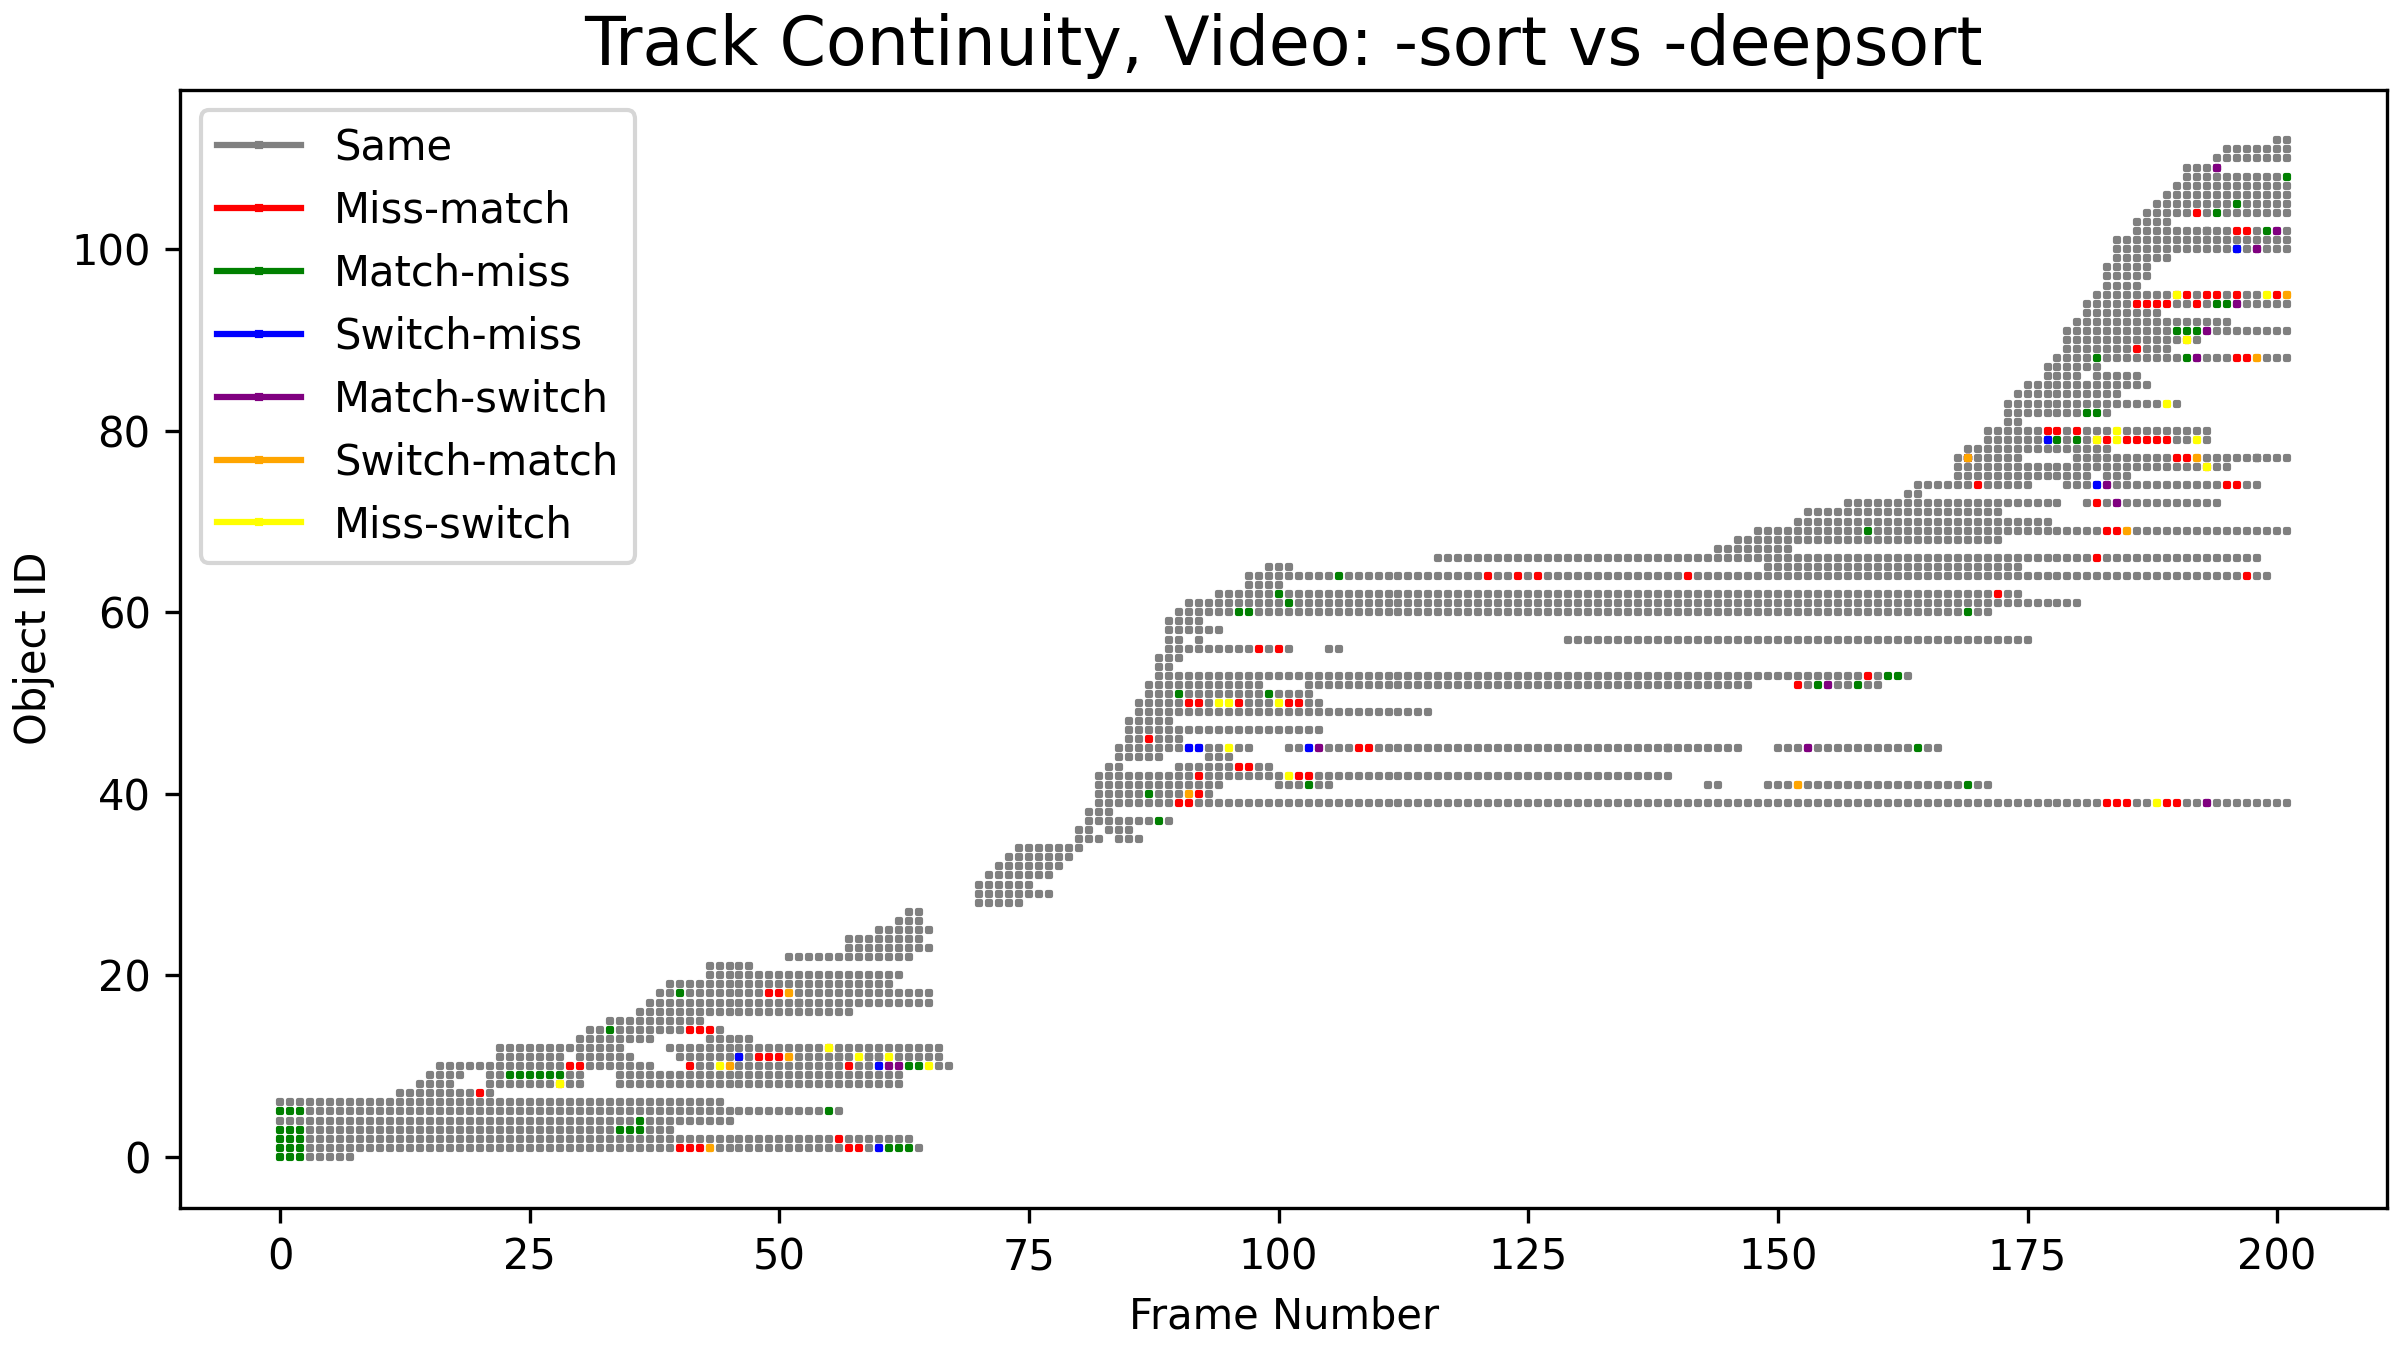 Track Continuity, Video: -sort vs -deepsort
Same
Miss-match
Match-miss
Switch-miss
Match-switch
Switch-match
Miss-switch
100
80
60
40
20
0
Object ID
0 25 50 75 100 125 150 175 200
Frame Number